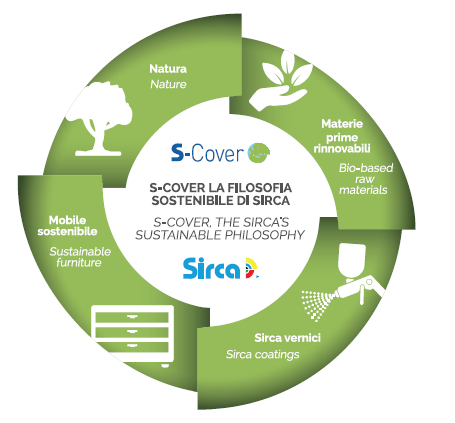 Natura
Nature
Materie
prime
rinnovabili
Bio-based
raw
materials
S-Cover
S-COVER LA FILOSOFIA
SOSTENIBILE DI SIRCA
S-COVER, THE SIRCA'S
SUSTAINABLE PHILOSOPHY
Sirca
Mobile
sostenibile
Sustainable
furniture
Sirca vernici
Sirca coatings